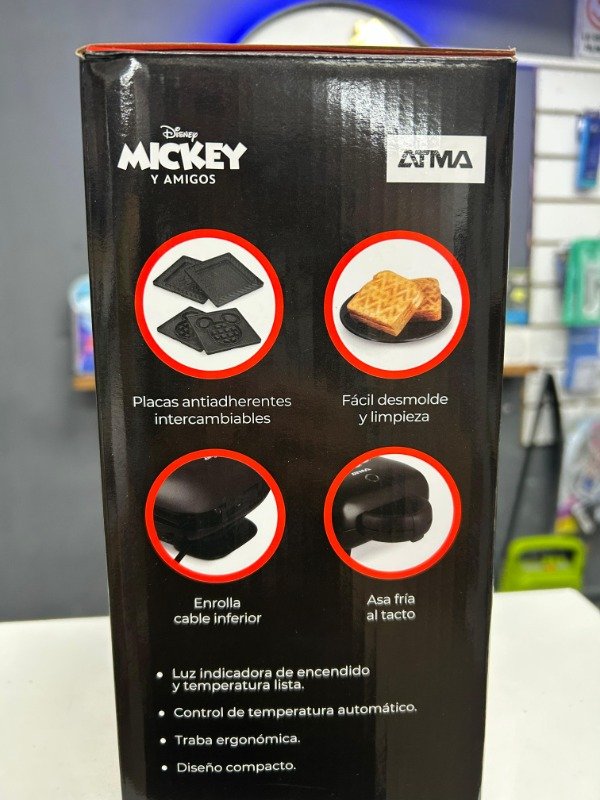 Disney
MICKEY
Y AMIGOS
ATMA
Placas antiadherentes
intercambiables
Fácil desmolde
y limpieza
Enrolla
cable inferior
Asa fría
al tacto
• Luz indicadora de encendido
y temperatura lista.
• Control de temperatura automático.
• Traba ergonómica.
• Diseño compacto.